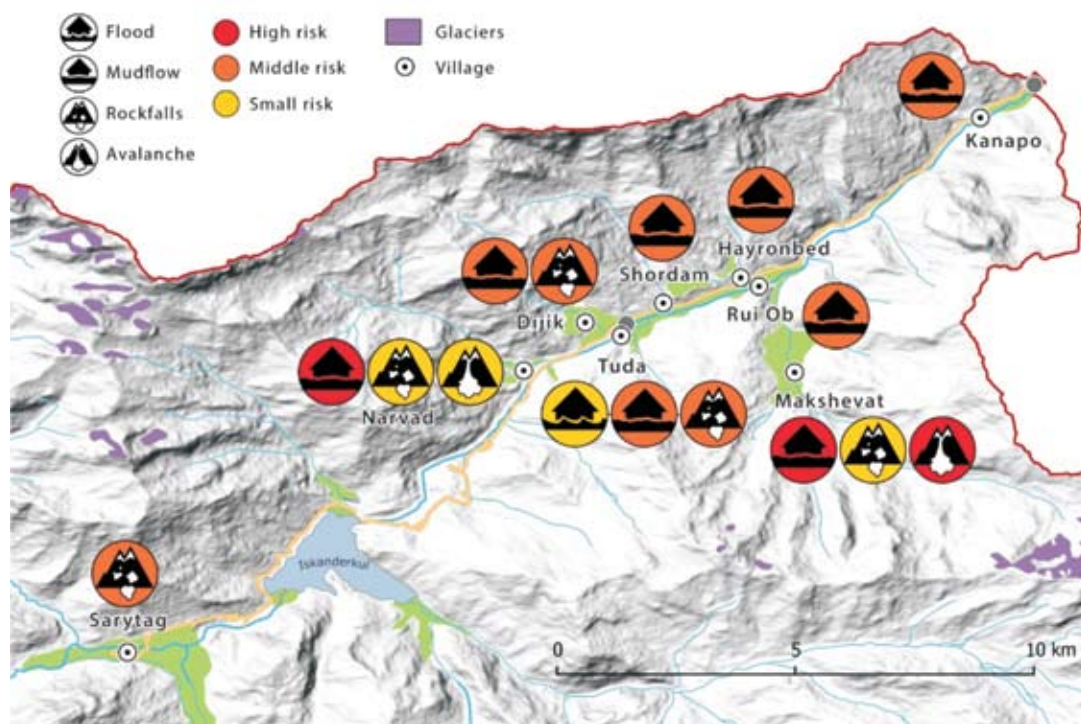 Flood
High risk
Glaciers
Mudflow
Middle risk
Village
Rockfalls
Small risk
Avalanche
Kanapo
Hayronbed
Shordam
Rui Ob
Dijik
Tuda
Makshevat
Narvad
Iskanderkul
Sarytag
0 5 10 km